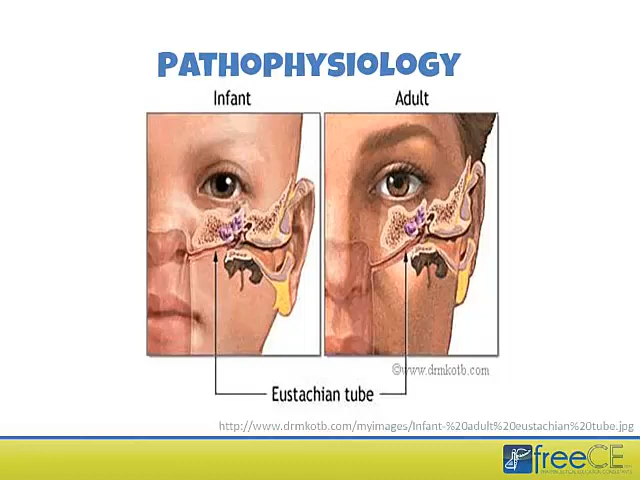 PATHOPHYSIOLOGY
Infant Adult
©www.drmkotb.com
Eustachian tube
http://www.drmkotb.com/myimages/Infant-%20adult%20eustachian%20tube.jpg
freeCE